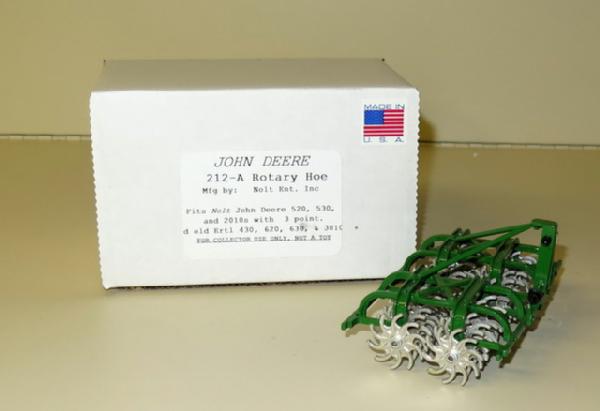 MADE IN
U.S.A.
JOHN DEERE
212-A Rotary Hoe
Mfg by: Nolt Ent. Inc
Fits Nolt John Deere 520, 530,
and 2010s with 3 point.
d old Ertl 430, 620, 630, & 3010
FOR COLLECTOR USE ONLY, NOT A TOY